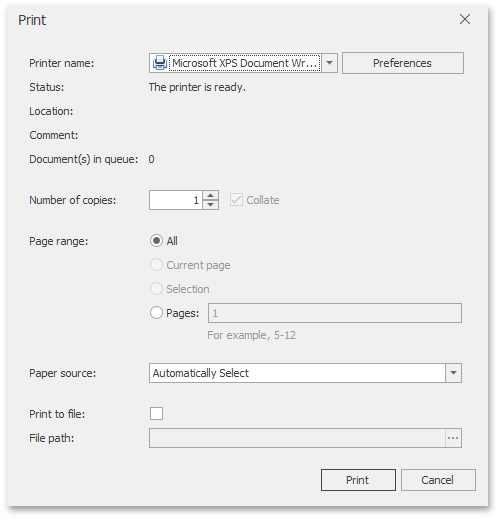 Print
Printer name: Microsoft XPS Document Wr... Preferences
Status: The printer is ready.
Location:
Comment:
Document(s) in queue: 0
Number of copies: 1 Collate
Page range: All
Current page
Selection
Pages: 1
For example, 5-12
Paper source: Automatically Select
Print to file:
File path: ...
Print Cancel